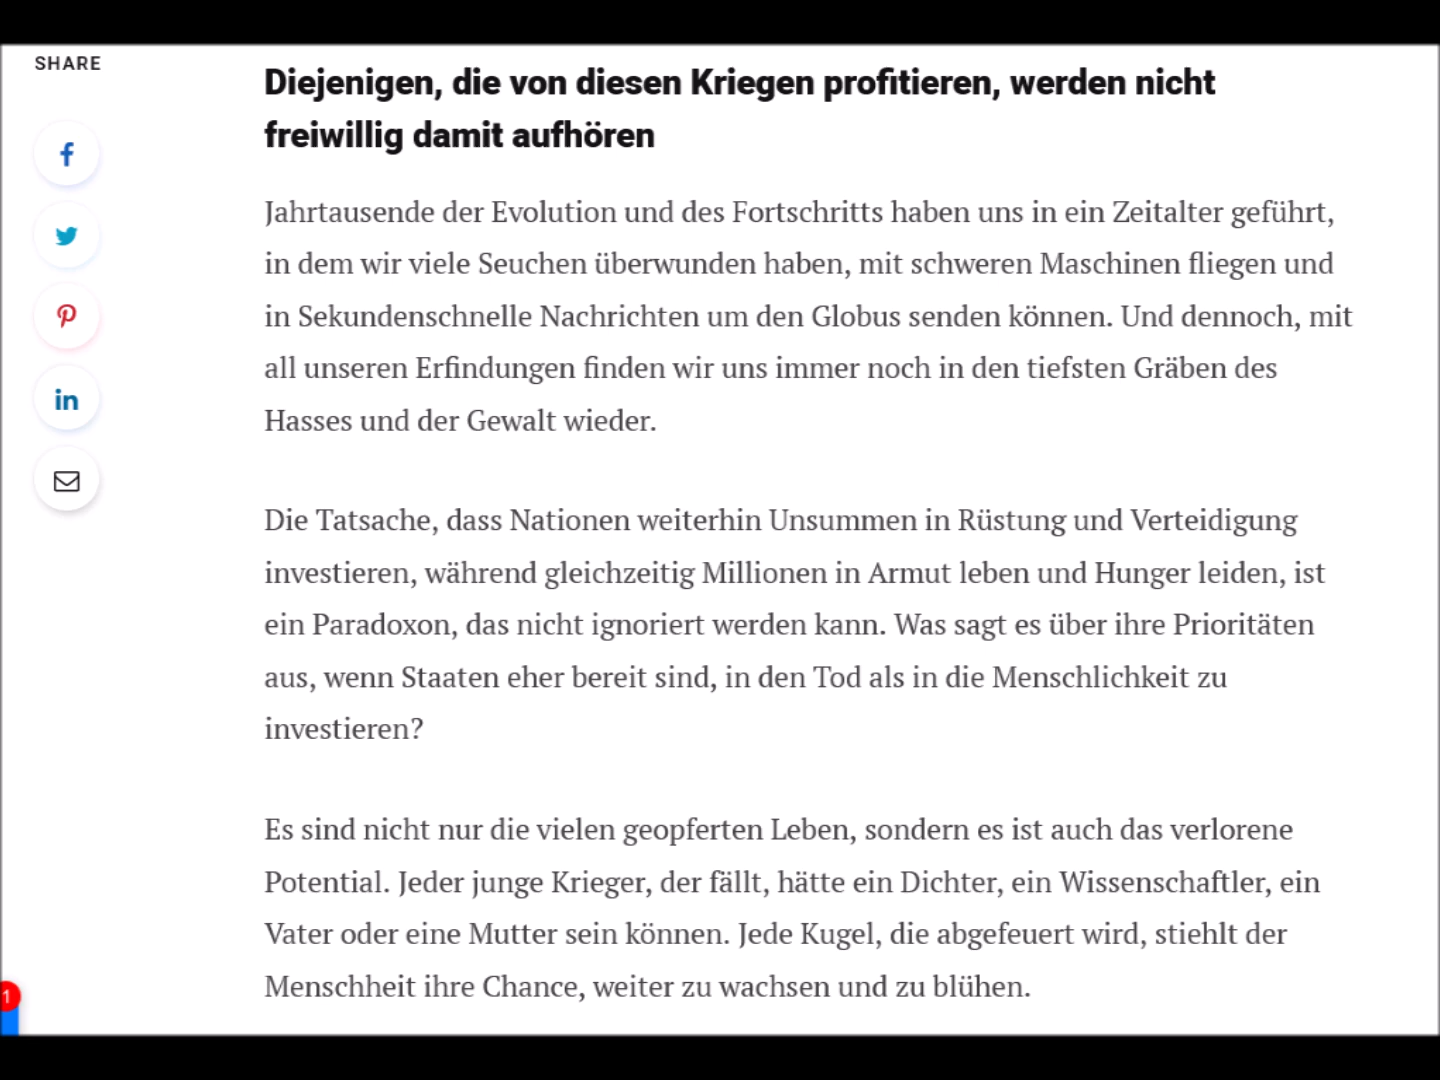 SHARE
Diejenigen, die von diesen Kriegen profitieren, werden nicht
freiwillig damit aufhören
Jahrtausende der Evolution und des Fortschritts haben uns in ein Zeitalter geführt,
in dem wir viele Seuchen überwunden haben, mit schweren Maschinen fliegen und
in Sekundenschnelle Nachrichten um den Globus senden können. Und dennoch, mit
all unseren Erfindungen finden wir uns immer noch in den tiefsten Gräben des
Hasses und der Gewalt wieder.
Die Tatsache, dass Nationen weiterhin Unsummen in Rüstung und Verteidigung
investieren, während gleichzeitig Millionen in Armut leben und Hunger leiden, ist
ein Paradoxon, das nicht ignoriert werden kann. Was sagt es über ihre Prioritäten
aus, wenn Staaten eher bereit sind, in den Tod als in die Menschlichkeit zu
investieren?
Es sind nicht nur die vielen geopferten Leben, sondern es ist auch das verlorene
Potential. Jeder junge Krieger, der fällt, hätte ein Dichter, ein Wissenschaftler, ein
Vater oder eine Mutter sein können. Jede Kugel, die abgefeuert wird, stiehlt der
Menschheit ihre Chance, weiter zu wachsen und zu blühen.
1